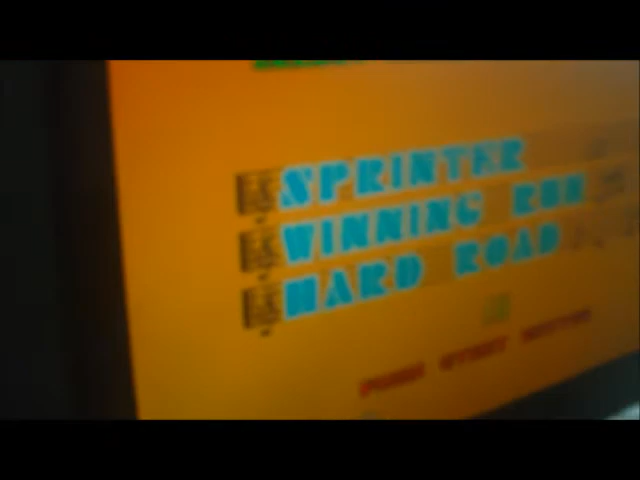 SPRINTER
WINNING RUN
HARD ROAD
PUSH START BUTTON